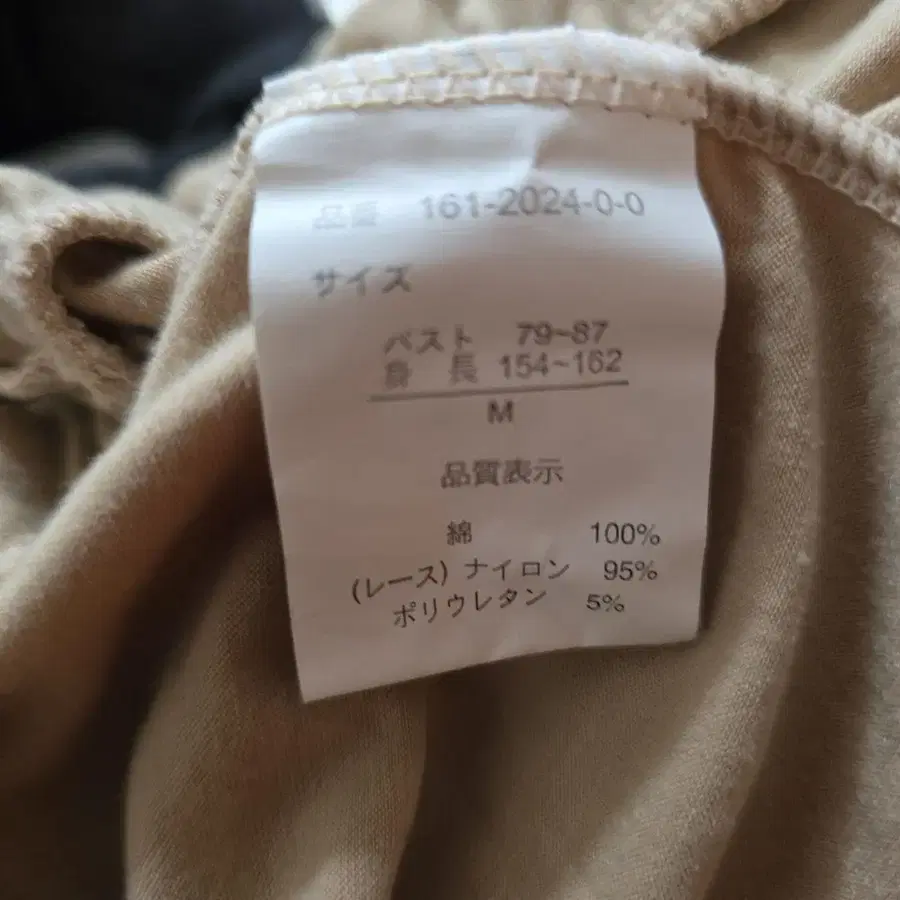 品番 161-2024-0-0
サイズ
バスト 79~87
身 長 154~162
M
品質表示
綿 100%
(レース) ナイロン 95%
ポリウレタン 5%